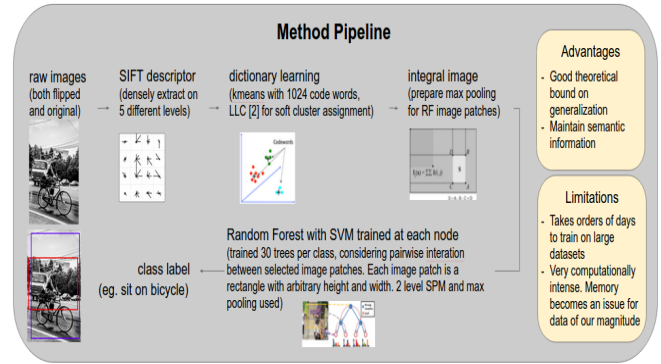 Method Pipeline
raw images
(both flipped
and original)
SIFT descriptor
(densely extract on
5 different levels)
dictionary learning
(kmeans with 1024 code words,
LLC [2] for soft cluster assignment)
Codewords
integral image
(prepare max pooling
for RF image patches)
Random Forest with SVM trained at each node
(trained 30 trees per class, considering pairwise interation
between selected image patches. Each image patch is a
rectangle with arbitrary height and width. 2 level SPM and max
pooling used)
class label
(eg. sit on bicycle)
Advantages
- Good theoretical
bound on
generalization
- Maintain semantic
information
Limitations
- Takes orders of days
to train on large
datasets
- Very computationally
intense. Memory
becomes an issue for
data of our magnitude